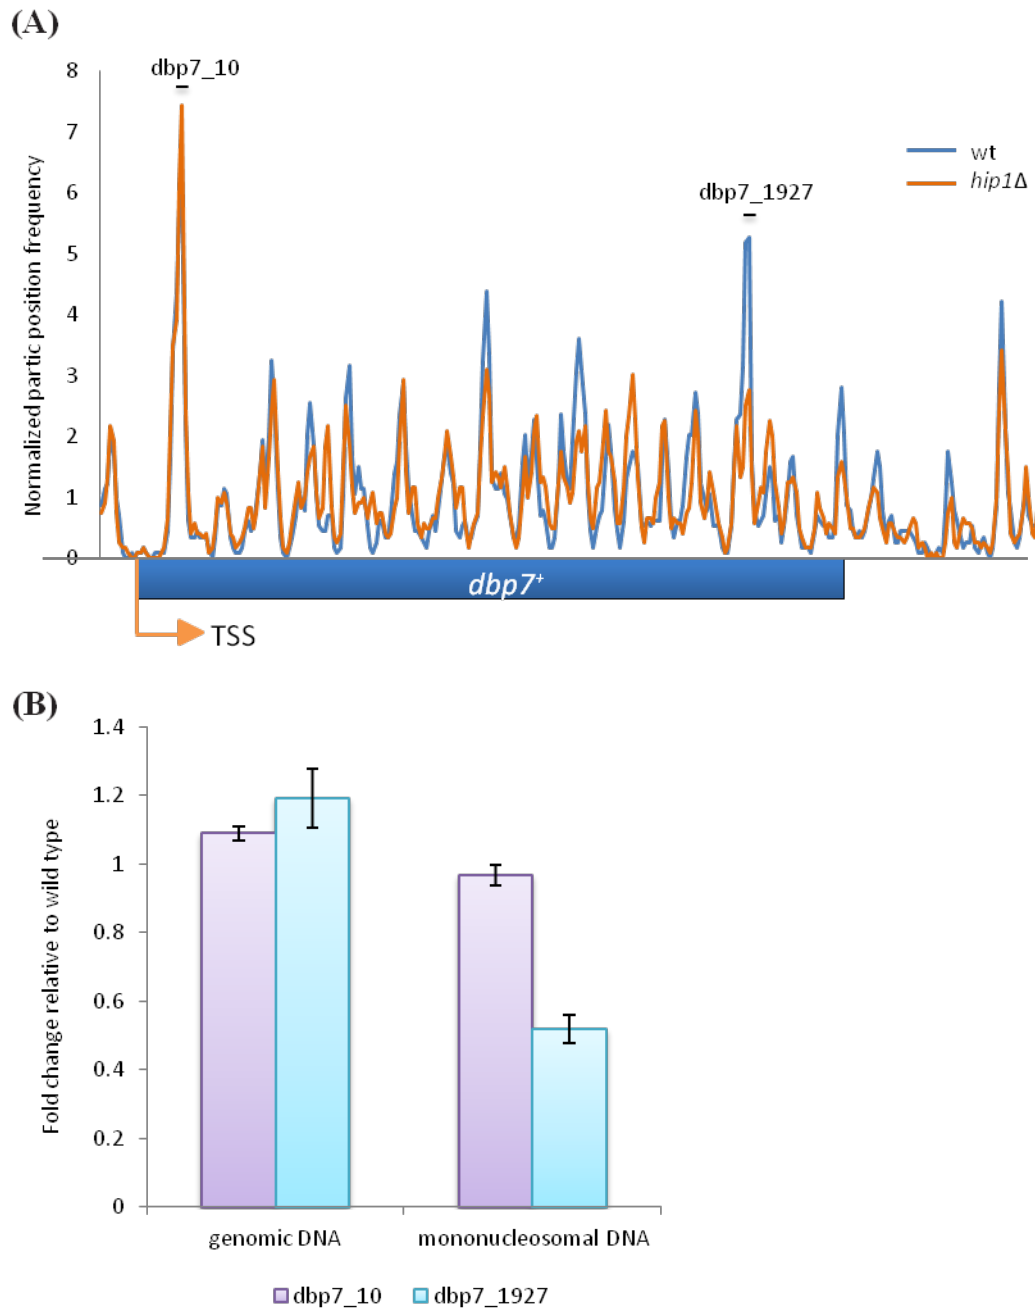 (A)
dbp7_10
8
7
6
5
4
3
2
1
0
Normalized partic position frequency
wt
hip1Δ
dbp7_1927
dbp7+
TSS
(B)
1.4
1.2
1
0.8
0.6
0.4
0.2
0
Fold change relative to wild type
genomic DNA
mononucleosomal DNA
dbp7_10
dbp7_1927